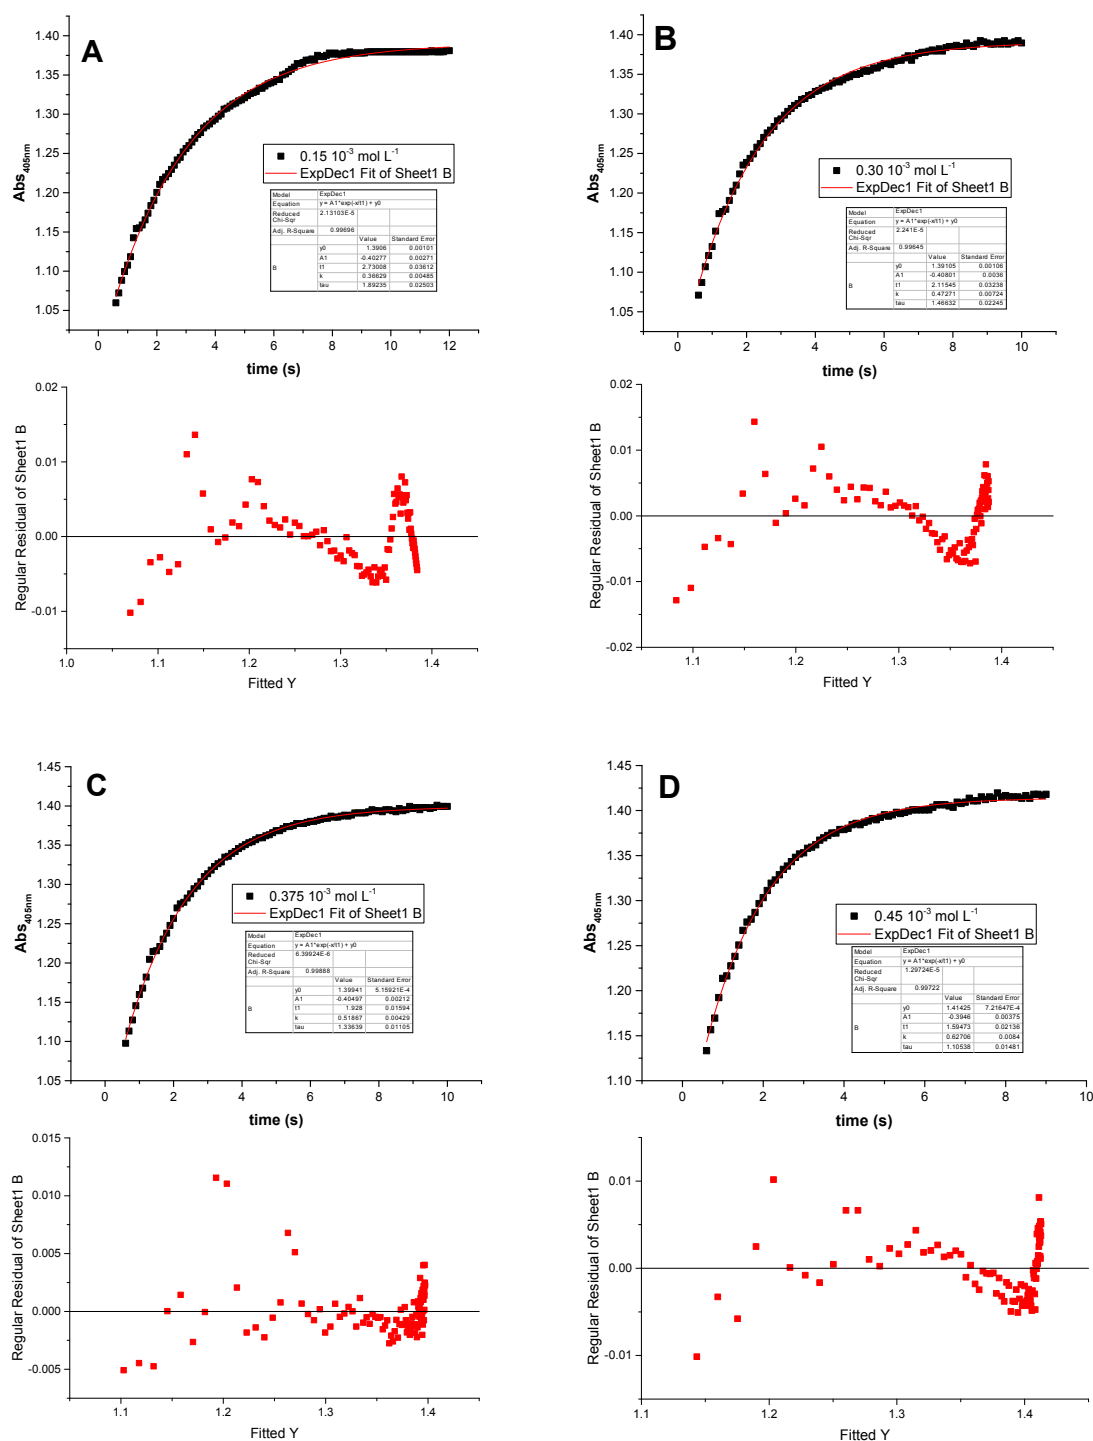 A
1.40
1.35
1.30
1.25
1.20
1.15
1.10
1.05
Abs405nm
0.15 10-3 mol L-1
ExpDec1 Fit of Sheet1 B
Model ExpDec1
Equation y = A1*exp(-x/t1) + y0
Reduced Chi-Sqr 2.13103E-5
Adj. R-Square 0.99696
Value Standard Error
B y0 1.3906 0.00101
A1 -0.40277 0.00271
t1 2.73008 0.03612
k 0.36629 0.00485
tau 1.89235 0.02503
0 2 4 6 8 10 12
time (s)
B
1.40
1.35
1.30
1.25
1.20
1.15
1.10
1.05
Abs405nm
0.30 10-3 mol L-1
ExpDec1 Fit of Sheet1 B
Model ExpDec1
Equation y = A1*exp(-x/t1) + y0
Reduced Chi-Sqr 2.241E-5
Adj. R-Square 0.99645
Value Standard Error
B y0 1.39105 0.00106
A1 -0.40801 0.0036
t1 2.11545 0.03238
k 0.47271 0.00724
tau 1.46632 0.02245
0 2 4 6 8 10
time (s)
0.02
0.01
0.00
-0.01
Regular Residual of Sheet1 B
1.0 1.1 1.2 1.3 1.4
Fitted Y
0.02
0.01
0.00
-0.01
-0.02
Regular Residual of Sheet1 B
1.1 1.2 1.3 1.4
Fitted Y
C
1.45
1.40
1.35
1.30
1.25
1.20
1.15
1.10
1.05
Abs405nm
0.375 10-3 mol L-1
ExpDec1 Fit of Sheet1 B
Model ExpDec1
Equation y = A1*exp(-x/t1) + y0
Reduced Chi-Sqr 6.39924E-6
Adj. R-Square 0.99888
Value Standard Error
B y0 1.39941 5.15921E-4
A1 -0.40497 0.00212
t1 1.928 0.01594
k 0.51867 0.00429
tau 1.33639 0.01105
0 2 4 6 8 10
time (s)
D
1.45
1.40
1.35
1.30
1.25
1.20
1.15
1.10
Abs405nm
0.45 10-3 mol L-1
ExpDec1 Fit of Sheet1 B
Model ExpDec1
Equation y = A1*exp(-x/t1) + y0
Reduced Chi-Sqr 1.29724E-5
Adj. R-Square 0.99722
Value Standard Error
B y0 1.41425 7.21647E-4
A1 -0.3946 0.00375
t1 1.59473 0.02136
k 0.62706 0.0084
tau 1.10538 0.01481
0 2 4 6 8 10
time (s)
0.015
0.010
0.005
0.000
-0.005
Regular Residual of Sheet1 B
1.1 1.2 1.3 1.4
Fitted Y
0.01
0.00
-0.01
Regular Residual of Sheet1 B
1.1 1.2 1.3 1.4
Fitted Y